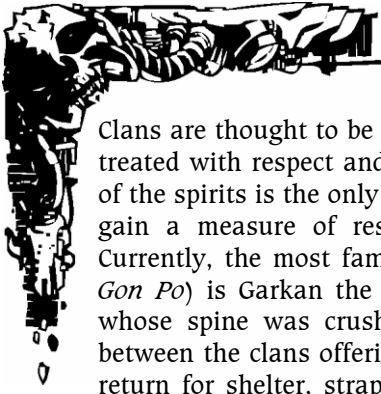 Clans are thought to be
treated with respect and
of the spirits is the only
gain a measure of res
Currently, the most fam
Gon Po) is Garkan the
whose spine was crush
between the clans offeri
return for shelter, strap